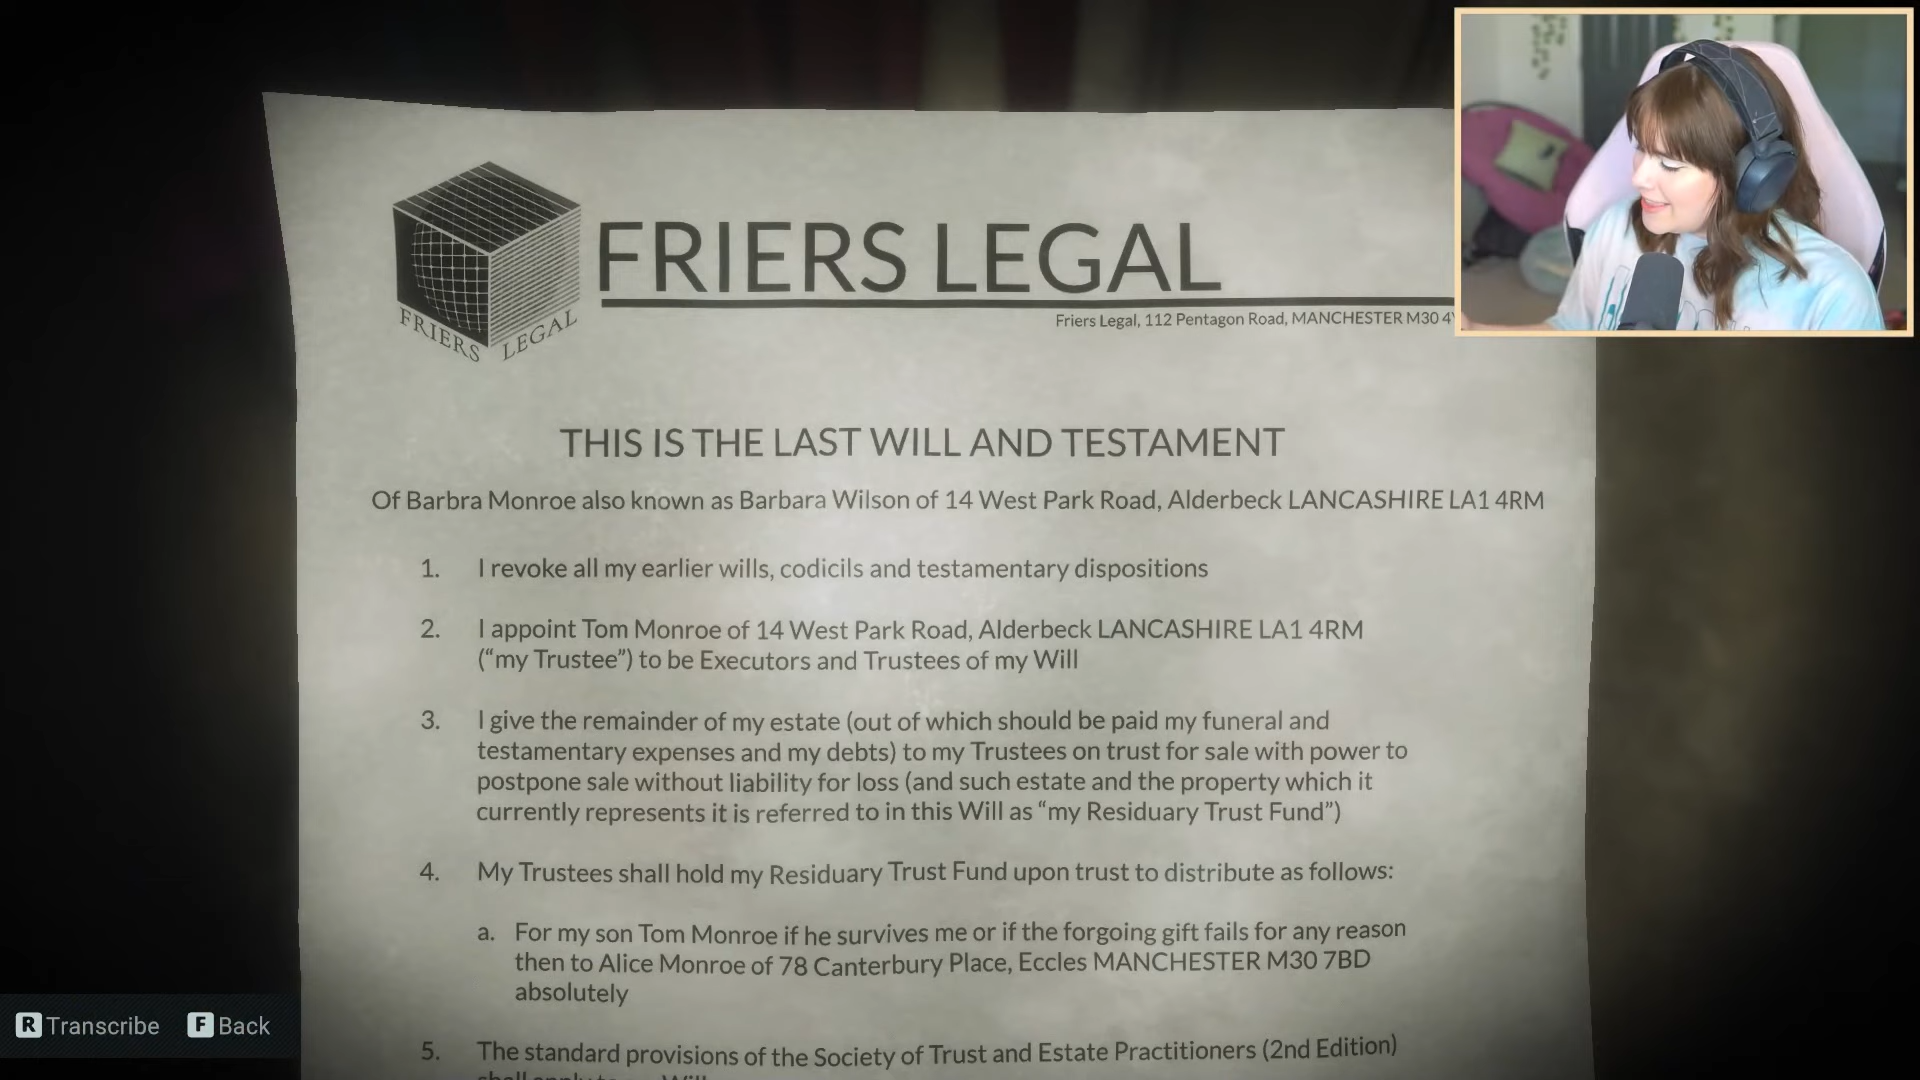 FRIERS LEGAL
FRIERS LEGAL
Friers Legal, 112 Pentagon Road, MANCHESTER M30
THIS IS THE LAST WILL AND TESTAMENT
Of Barbra Monroe also known as Barbara Wilson of 14 West Park Road, Alderbeck LANCASHIRE LA1 4RM
1. I revoke all my earlier wills, codicils and testamentary dispositions
2. I appoint Tom Monroe of 14 West Park Road, Alderbeck LANCASHIRE LA1 4RM
(“my Trustee”) to be Executors and Trustees of my Will
3. I give the remainder of my estate (out of which should be paid my funeral and
testamentary expenses and my debts) to my Trustees on trust for sale with power to
postpone sale without liability for loss (and such estate and the property which it
currently represents it is referred to in this Will as “my Residuary Trust Fund”)
4. My Trustees shall hold my Residuary Trust Fund upon trust to distribute as follows:
a. For my son Tom Monroe if he survives me or if the forgoing gift fails for any reason
then to Alice Monroe of 78 Canterbury Place, Eccles MANCHESTER M30 7BD
absolutely
5. The standard provisions of the Society of Trust and Estate Practitioners (2nd Edition)
R Transcribe F Back